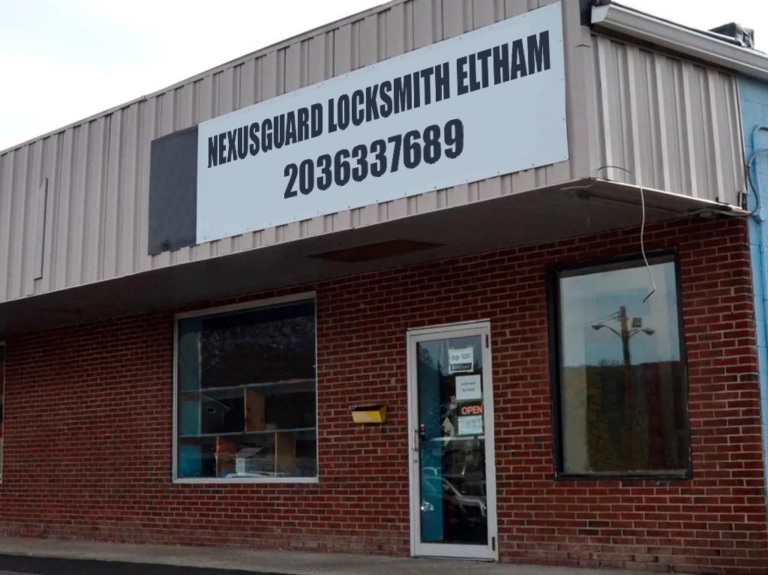 NEXUSGUARD LOCKSMITH ELTHAM
2036337689
OPEN